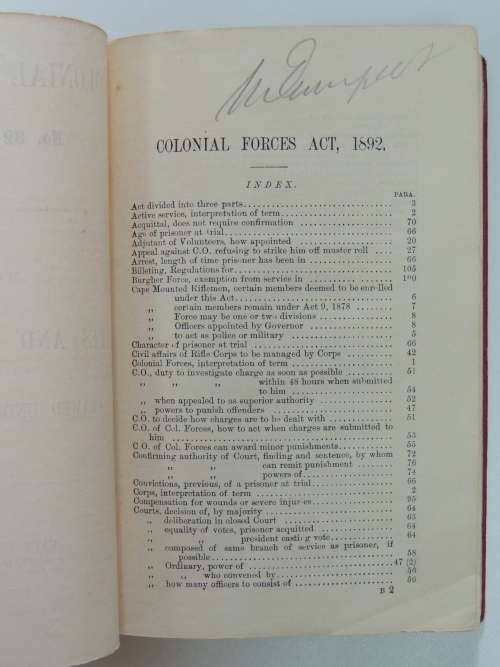 COLONIAL FORCES ACT, 1892.
INDEX.
PARA.
Act divided into three parts 3
Active service, interpretation of term 2
Acquittal, does not require confirmation 70
Age of prisoner at trial 66
Adjutant of Volunteers, how appointed 20
Appeal against C.O. refusing to strike him off muster roll 27
Arrest, length of time prisoner has been in 66
Billeting, Regulations for 105
Burgher Force, exemption from service in 100
Cape Mounted Riflemen, certain members deemed to be enrolled
under this Act 6
„ certain members remain under Act 9, 1878 7
„ Force may be one or two divisions 8
„ Officers appointed by Governor 8
„ to act as police or military 5
Character of prisoner at trial 66
Civil affairs of Rifle Corps to be managed by Corps 42
Colonial Forces, interpretation of term 1
C.O., duty to investigate charge as soon as possible 51
„ „ „ within 48 hours when submitted
to him 54
„ when appealed to as superior authority 52
„ powers to punish offenders 47
C.O. to decide how charges are to be dealt with 51
C.O. of Col. Forces, how to act when charges are submitted to
him 53
C.O. of Col. Forces can award minor punishments 55
Confirming authority of Court, finding and sentence, by whom 72
„ „ can remit punishment 76
„ „ powers of 74
Convictions, previous, of a prisoner at trial 66
Corps, interpretation of term 2
Compensation for wounds or severe injuries 95
Courts, decision of, by majority 64
„ deliberation in closed Court 63
„ equality of votes, prisoner acquitted 64
„ „ president casting vote 64
„ composed of same branch of service as prisoner, if
possible 58
„ Ordinary, power of 47 (2)
„ „ who convened by 56
„ how many officers to consist of 56
B 2
No. 32
AND